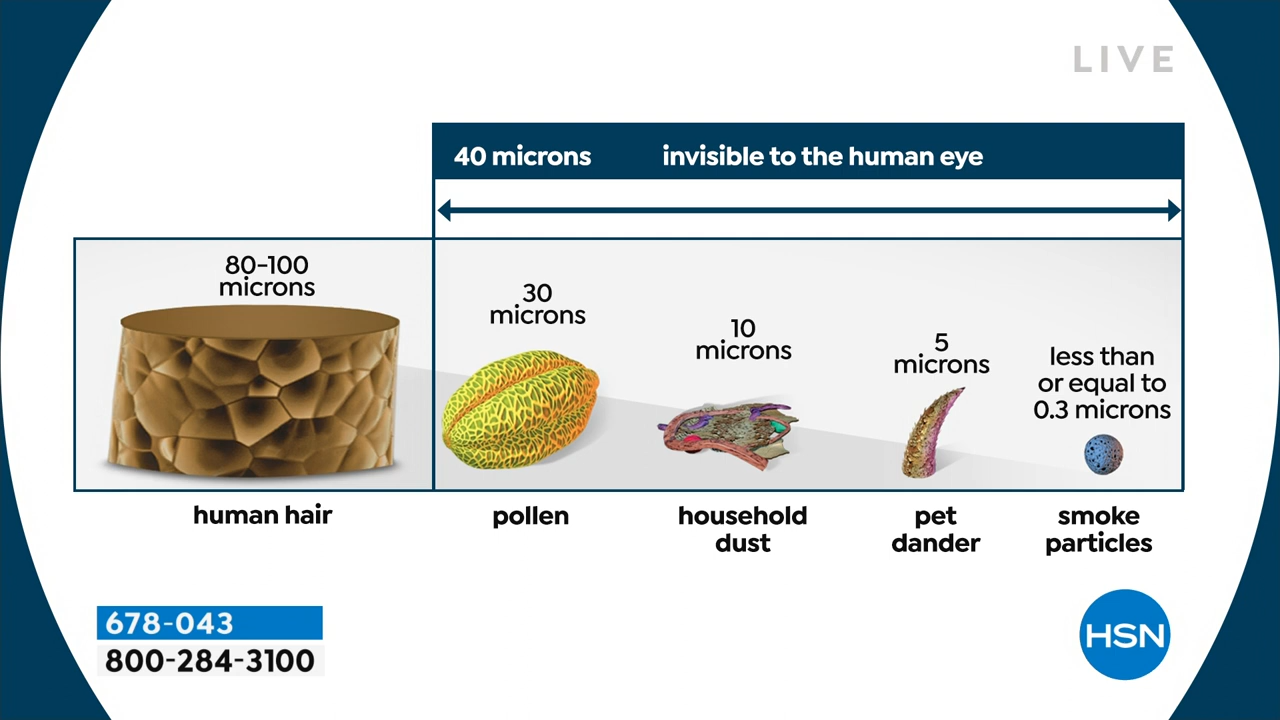 LIVE
40 microns invisible to the human eye
80-100
microns
30
microns
10
microns
5
microns
less than
or equal to
0.3 microns
human hair
pollen
household
dust
pet
dander
smoke
particles
678-043
800-284-3100
HSN